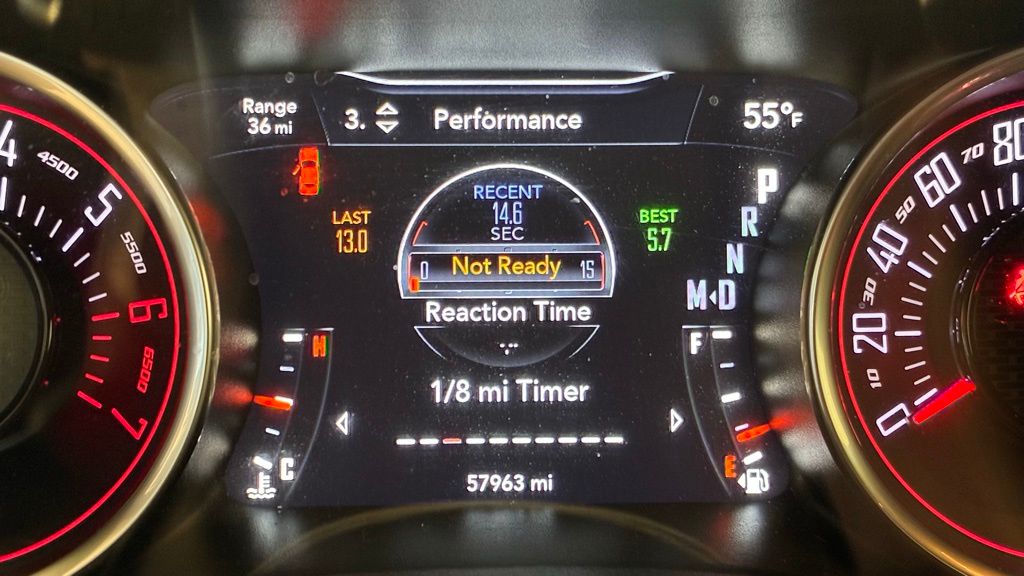 Range
36 mi
3. Performance
55°F
4
4500
5
5500
6
6500
7
LAST
13.0
RECENT
14.6
SEC
0 Not Ready 15
Reaction Time
BEST
5.7
P
R
N
M D
H
C
1/8 mi Timer
57963 mi
F
E
0
10
20
30
40
50
60
70
80